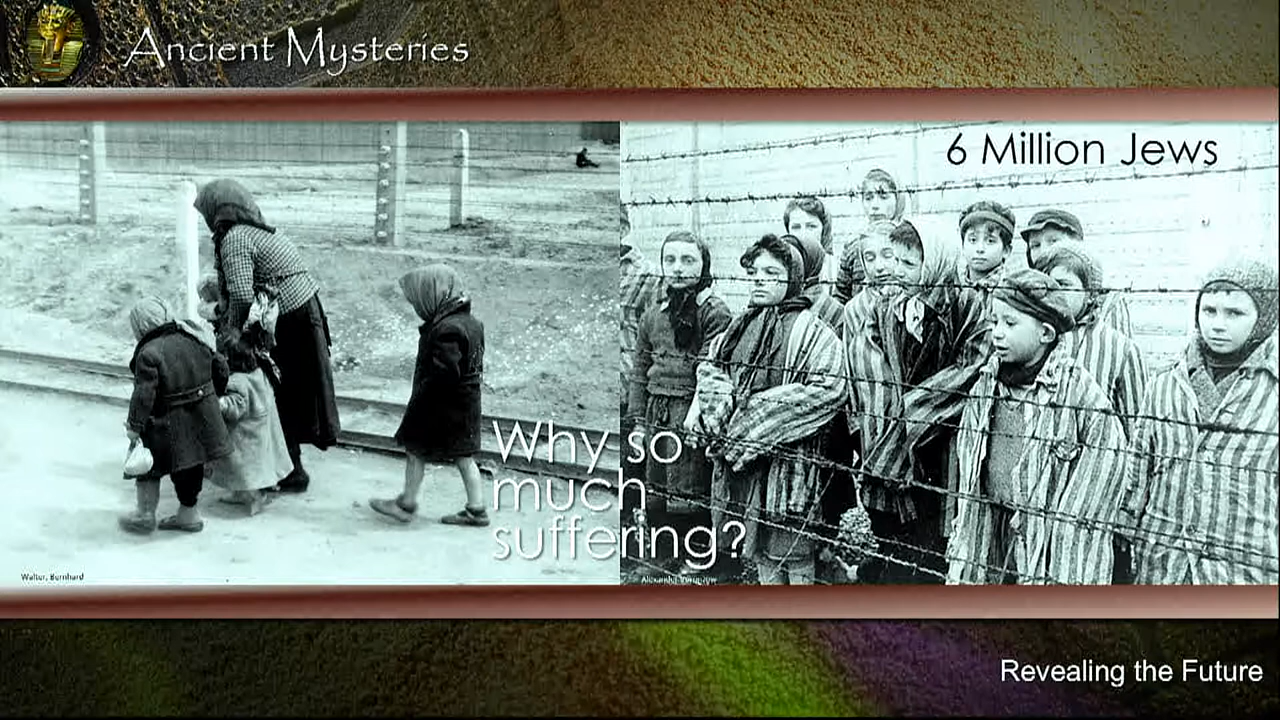 Ancient Mysteries
6 Million Jews
Why so
much
suffering?
Walter, Bernhard
Revealing the Future